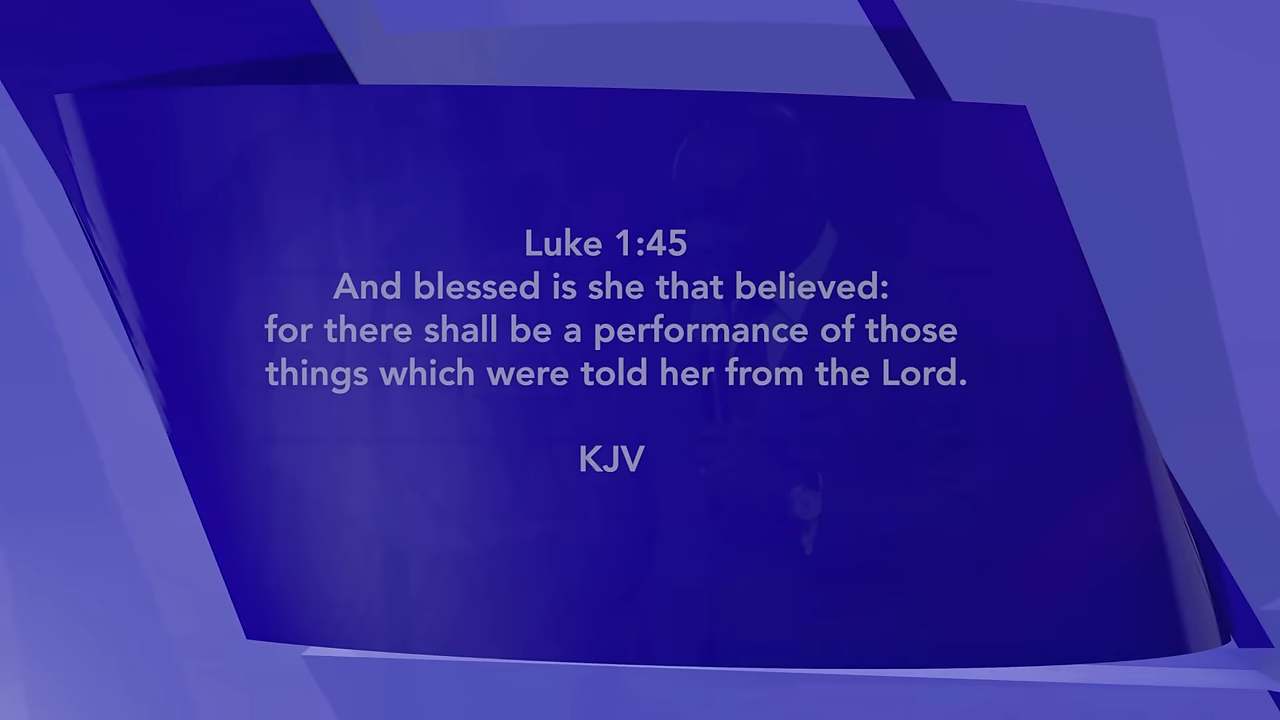 Luke 1:45
And blessed is she that believed:
for there shall be a performance of those
things which were told her from the Lord.
KJV